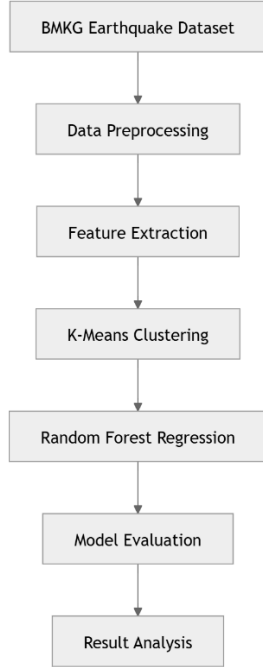 BMKG Earthquake Dataset
Data Preprocessing
Feature Extraction
K-Means Clustering
Random Forest Regression
Model Evaluation
Result Analysis